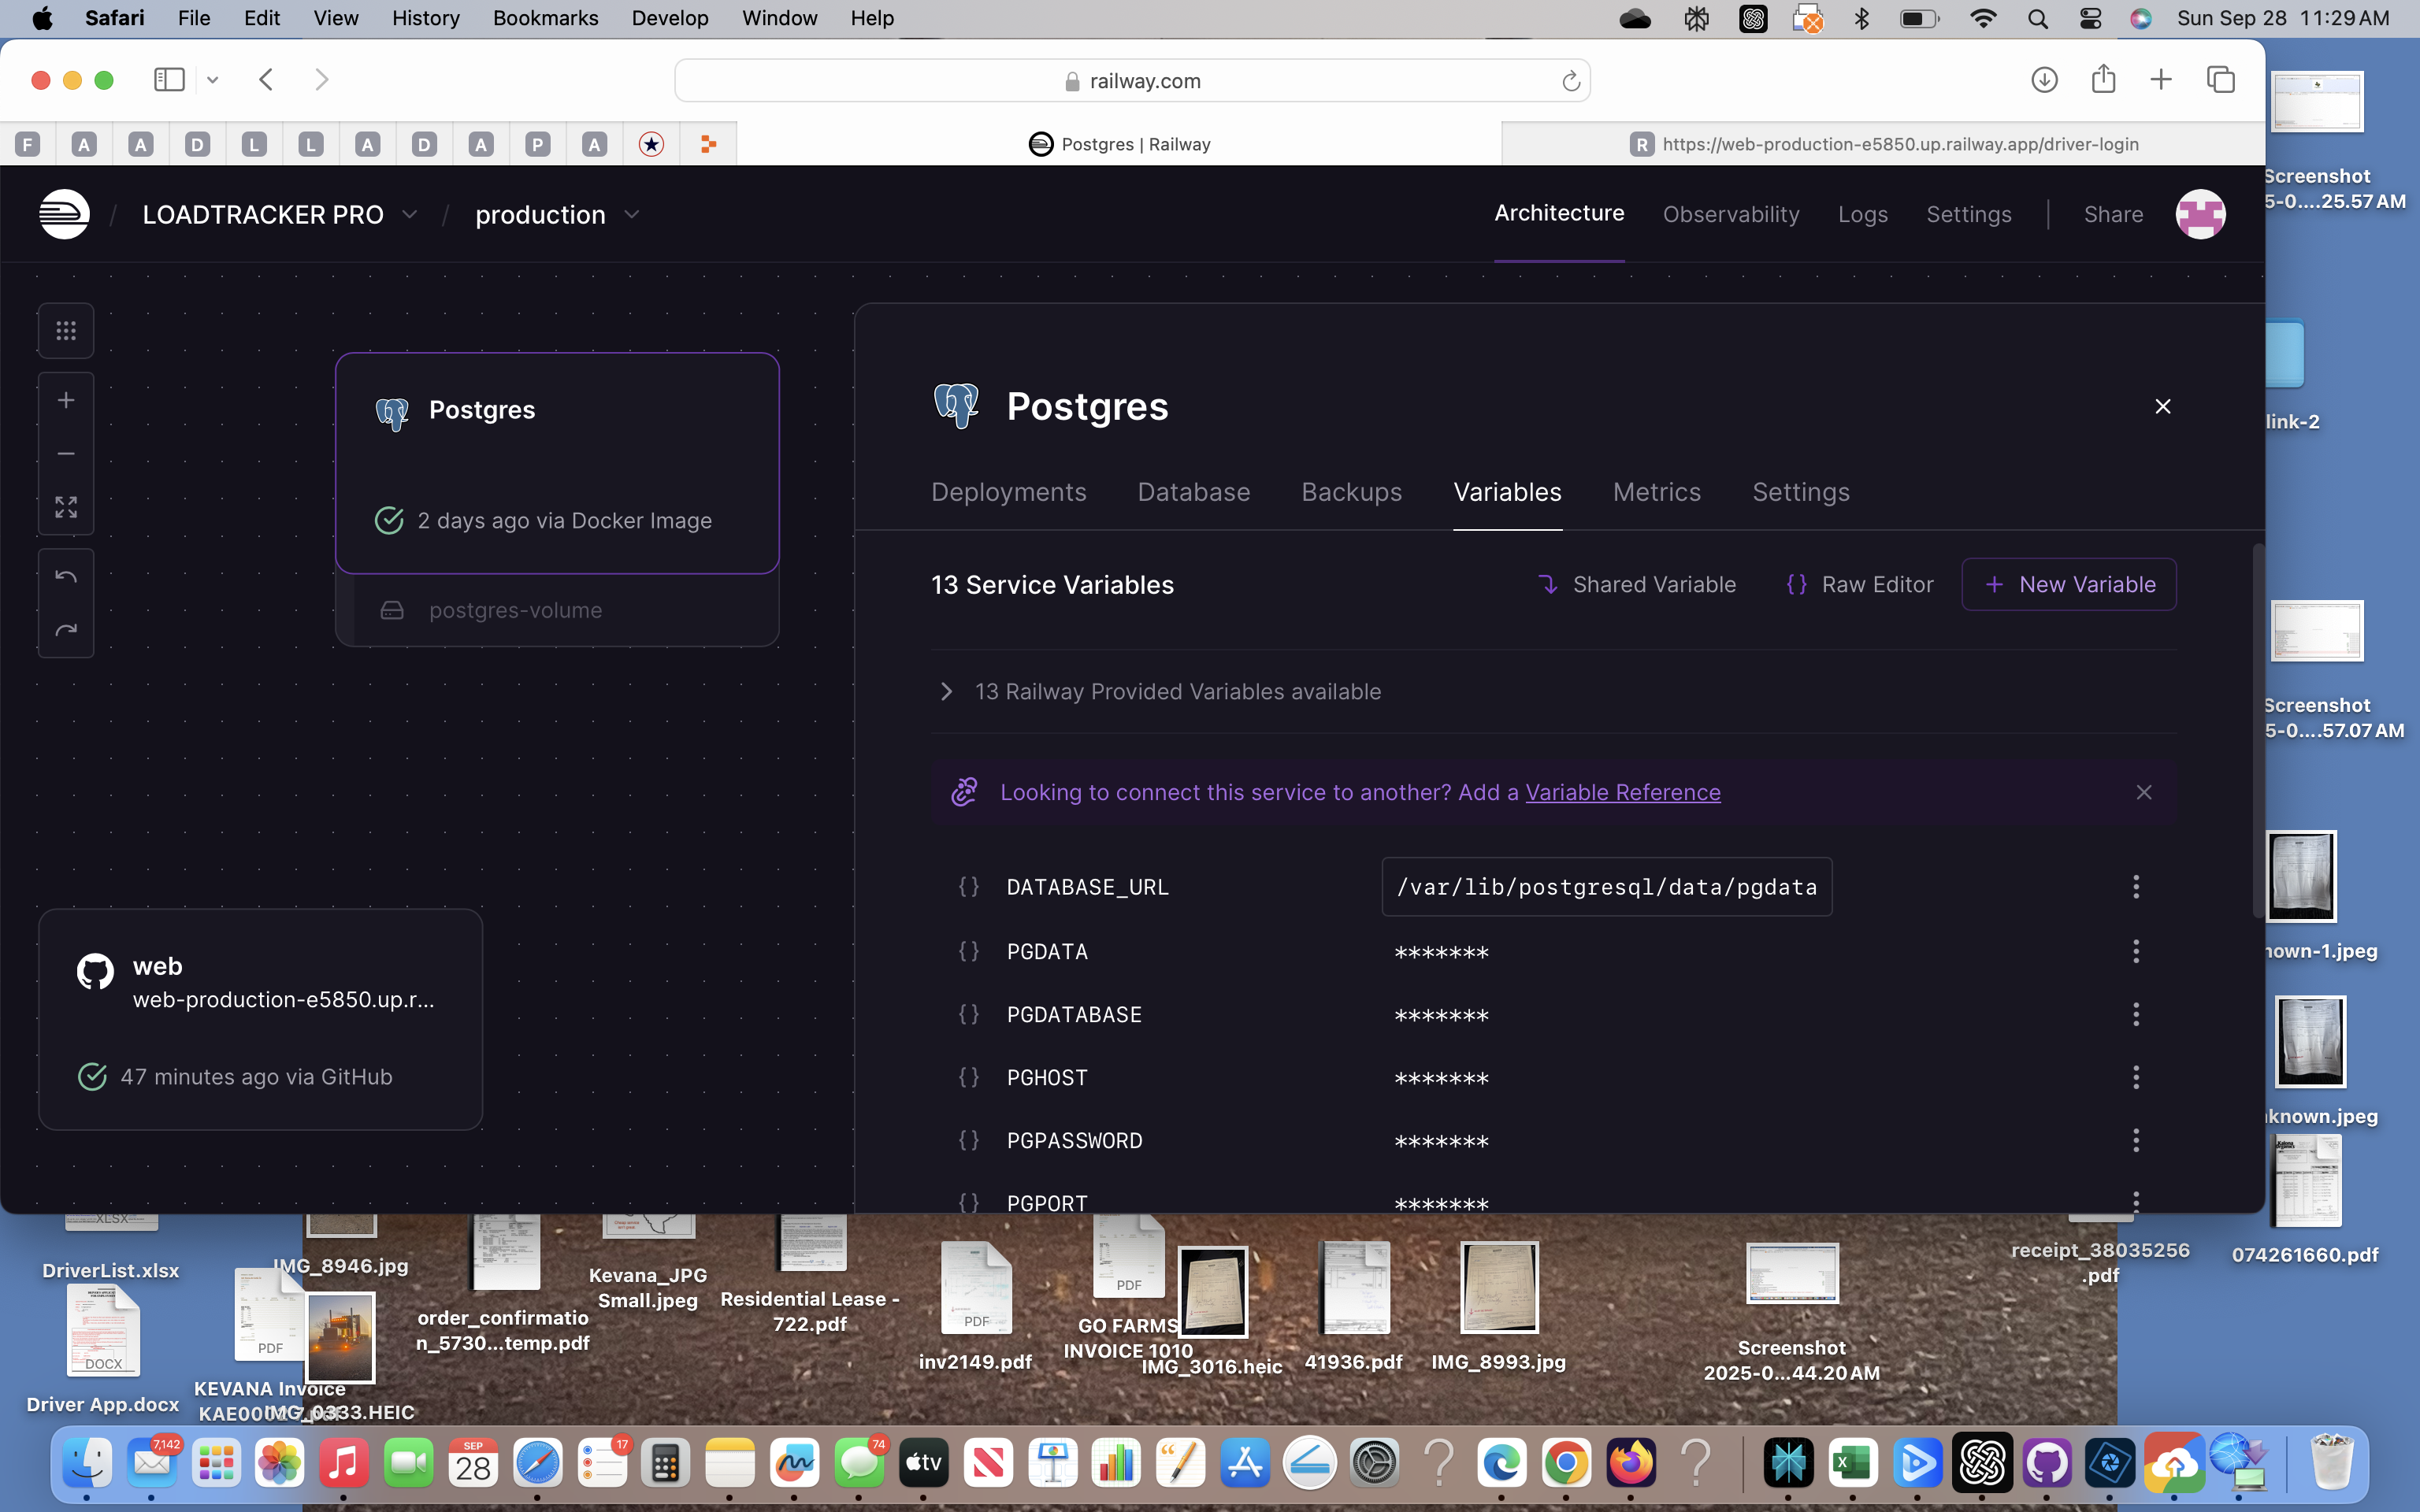 Safari File Edit View History Bookmarks Develop Window Help Sun Sep 28 11:29 AM
railway.com
F A A D L L A D A P A Postgres | Railway R https://web-production-e5850.up.railway.app/driver-login
/ LOADTRACKER PRO / production Architecture Observability Logs Settings | Share
Postgres
2 days ago via Docker Image
postgres-volume
web
web-production-e5850.up.r...
47 minutes ago via GitHub
Postgres
Deployments Database Backups Variables Metrics Settings
13 Service Variables Shared Variable {} Raw Editor + New Variable
13 Railway Provided Variables available
Looking to connect this service to another? Add a Variable Reference
{} DATABASE_URL /var/lib/postgresql/data/pgdata
{} PGDATA *******
{} PGDATABASE *******
{} PGHOST *******
{} PGPASSWORD *******
{} PGPORT *******
Screenshot
5-0....25.57 AM
link-2
Screenshot
5-0....57.07 AM
nown-1.jpeg
known.jpeg
074261660.pdf
receipt_38035256
.pdf
XLSX
DriverList.xlsx
IMG_8946.jpg
order_confirmatio
n_5730...temp.pdf
Kevana_JPG
Small.jpeg
Residential Lease -
722.pdf
PDF
inv2149.pdf
PDF
GO FARMS
INVOICE 1010
IMG_3016.heic
41936.pdf
IMG_8993.jpg
Screenshot
2025-0...44.20 AM
DOCX
Driver App.docx
PDF
KEVANA Invoice
IMG_0333.HEIC
7,142
17
74
SEP
28
tv